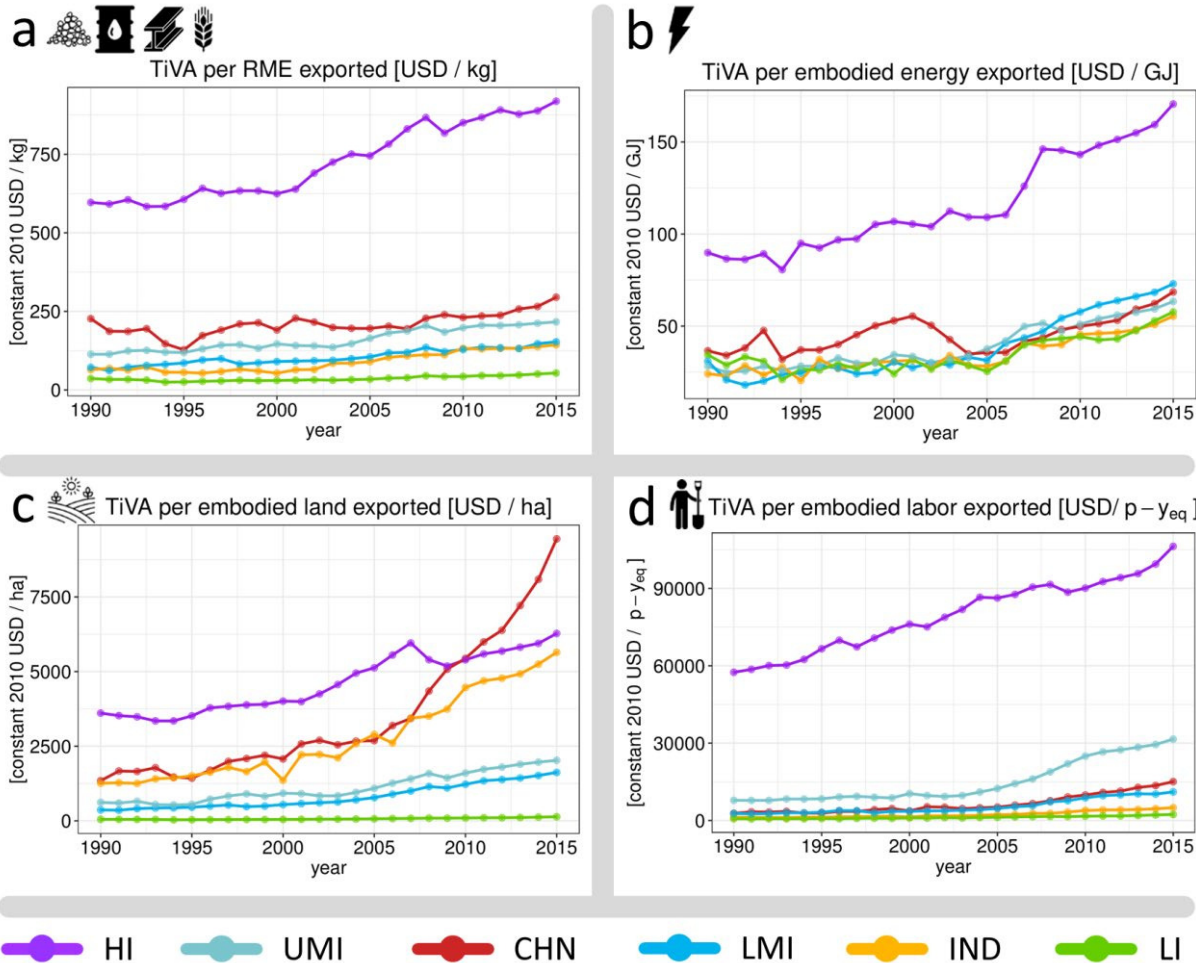 a
TiVA per RME exported [USD / kg]
[constant 2010 USD / kg]
750
500
250
0
1990
1995
2000
2005
2010
2015
year
b
TiVA per embodied energy exported [USD / GJ]
[constant 2010 USD / GJ]
150
100
50
1990
1995
2000
2005
2010
2015
year
c
TiVA per embodied land exported [USD / ha]
[constant 2010 USD / ha]
7500
5000
2500
0
1990
1995
2000
2005
2010
2015
year
d
TiVA per embodied labor exported [USD/ p – yeq ]
[constant 2010 USD / p – yeq ]
90000
60000
30000
0
1990
1995
2000
2005
2010
2015
year
HI
UMI
CHN
LMI
IND
LI